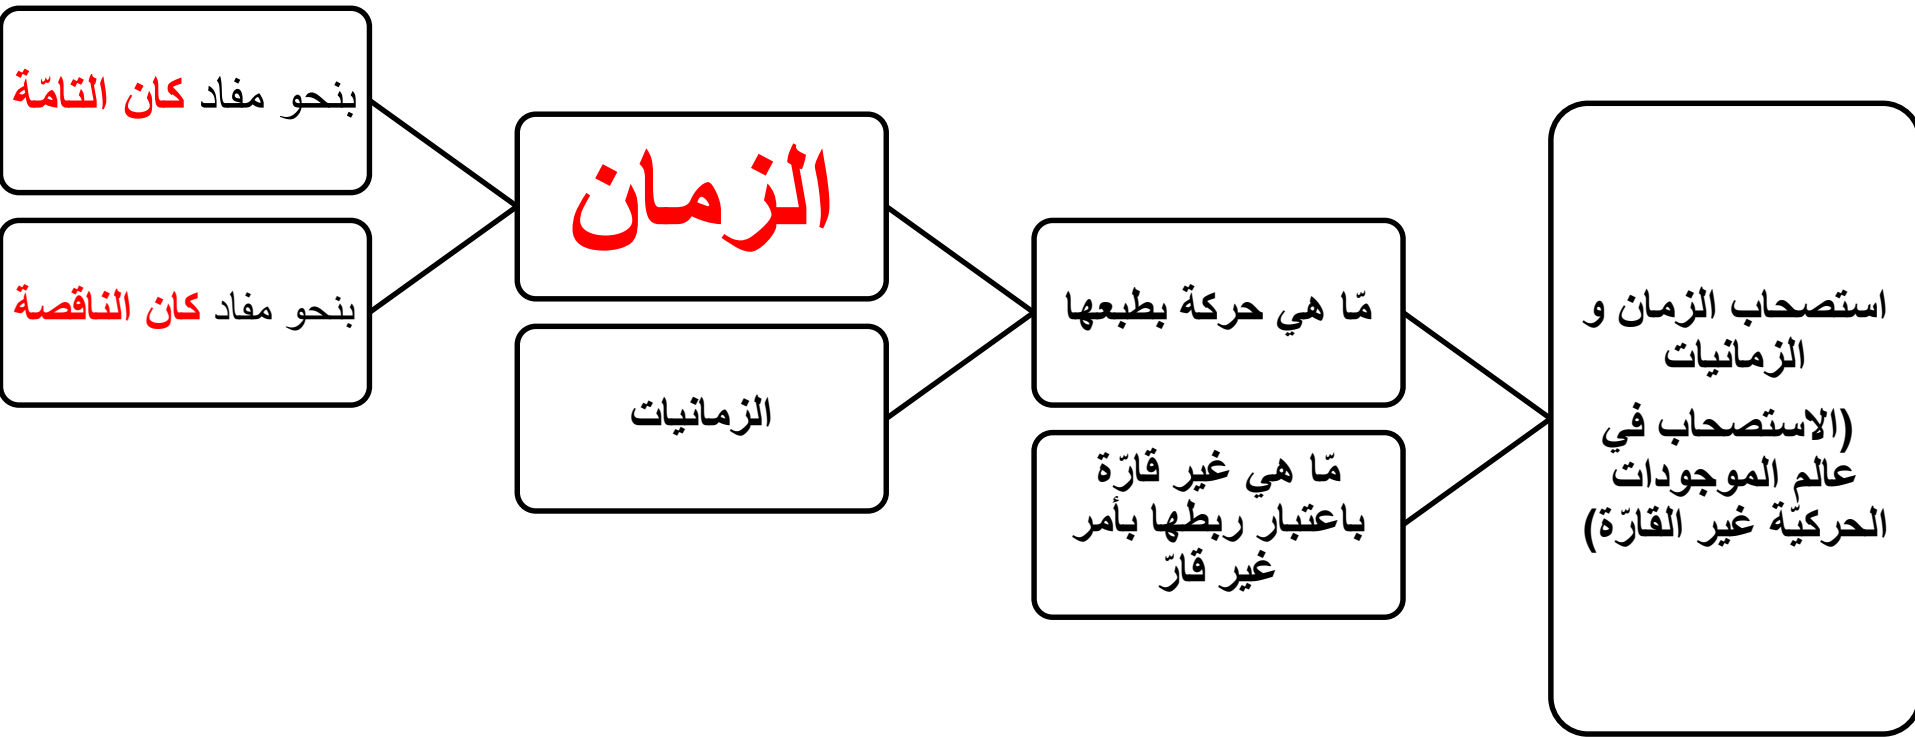 استصحاب الزمان و
الزمانيات
(الاستصحاب في
عالم الموجودات
الحركيّة غير القارّة)
مّا هي حركة بطبعها
مّا هي غير قارّة
باعتبار ربطها بأمر
غير قارّ
الزمان
الزمانيات
بنحو مفاد كان التامّة
بنحو مفاد كان الناقصة